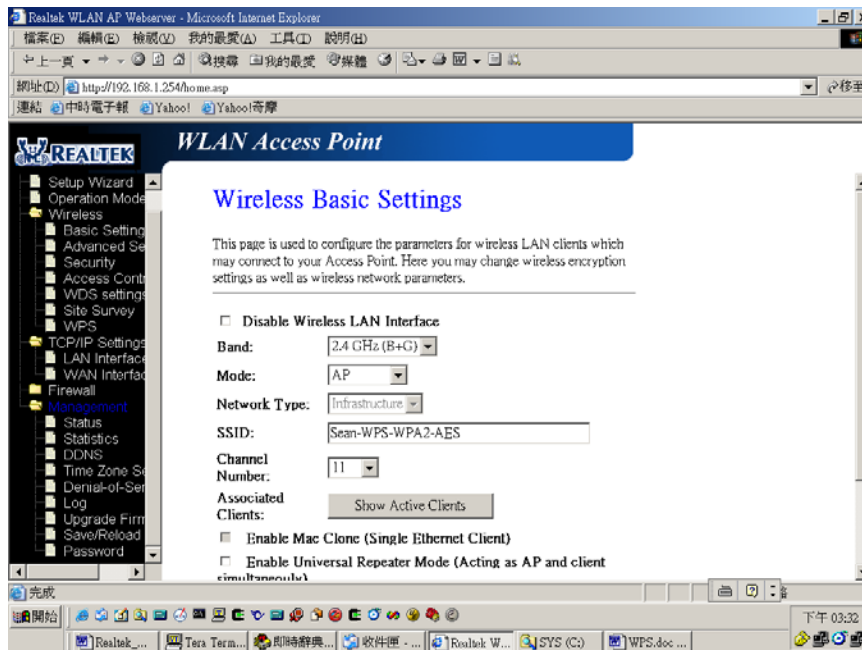 Realtek WLAN AP Webserver - Microsoft Internet Explorer
檔案(F) 編輯(E) 檢視(V) 我的最愛(A) 工具(T) 說明(H)
上一頁 搜尋 我的最愛 媒體
網址(D) http://192.168.1.254/home.asp 移至
連結 中時電子報 Yahoo! Yahoo!奇摩
REALTEK
WLAN Access Point
Setup Wizard
Operation Mode
Wireless
Basic Setting
Advanced Se
Security
Access Cont
WDS settings
Site Survey
WPS
TCP/IP Settings
LAN Interface
WAN Interfac
Firewall
Management
Status
Statistics
DDNS
Time Zone Se
Denial-of-Ser
Log
Upgrade Firm
Save/Reload
Password
Wireless Basic Settings
This page is used to configure the parameters for wireless LAN clients which
may connect to your Access Point. Here you may change wireless encryption
settings as well as wireless network parameters.
Disable Wireless LAN Interface
Band: 2.4 GHz (B+G)
Mode: AP
Network Type: Infrastructure
SSID: Sean-WPS-WPA2-AES
Channel
Number: 11
Associated
Clients: Show Active Clients
Enable Mac Clone (Single Ethernet Client)
Enable Universal Repeater Mode (Acting as AP and client
simultaneouly)
完成
開始 下午 03:32
Realtek_... Tera Term... 即時辭典... 收件匣 - ... Realtek W... SYS (C:) WPS.doc ...